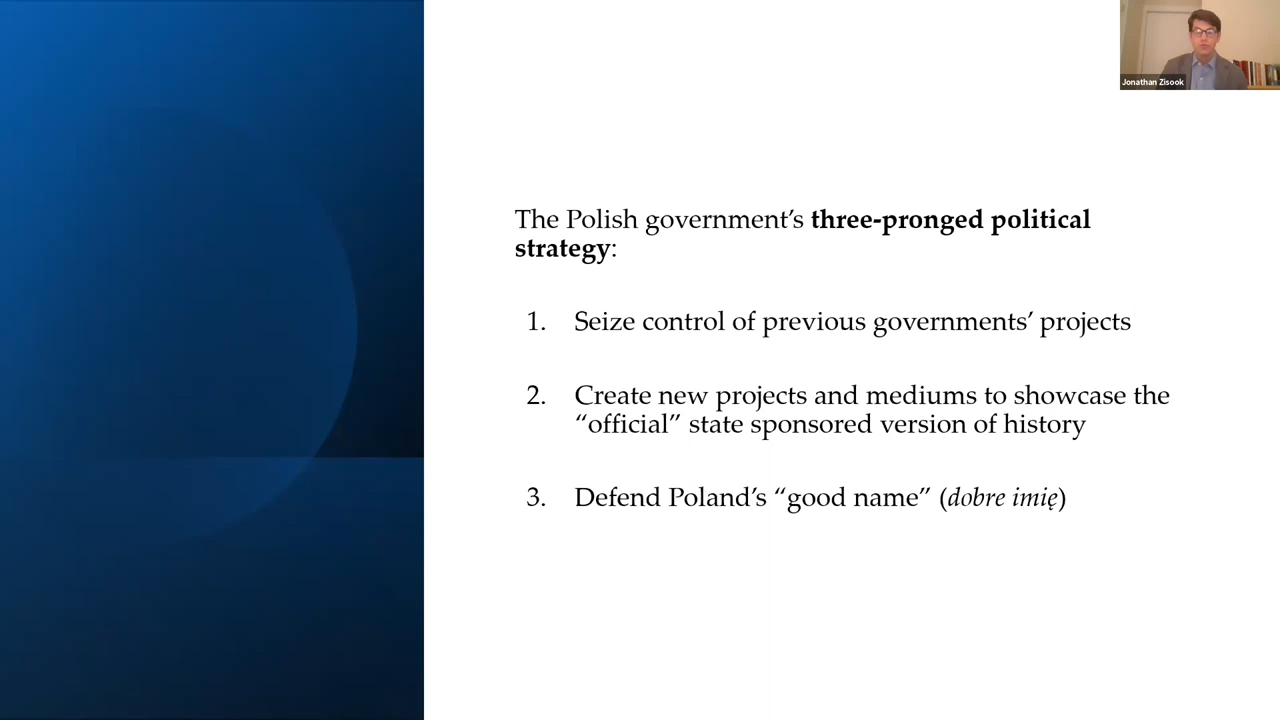 Jonathan Zisook
The Polish government’s three-pronged political
strategy:
1. Seize control of previous governments’ projects
2. Create new projects and mediums to showcase the
“official” state sponsored version of history
3. Defend Poland’s “good name” (dobre imię)